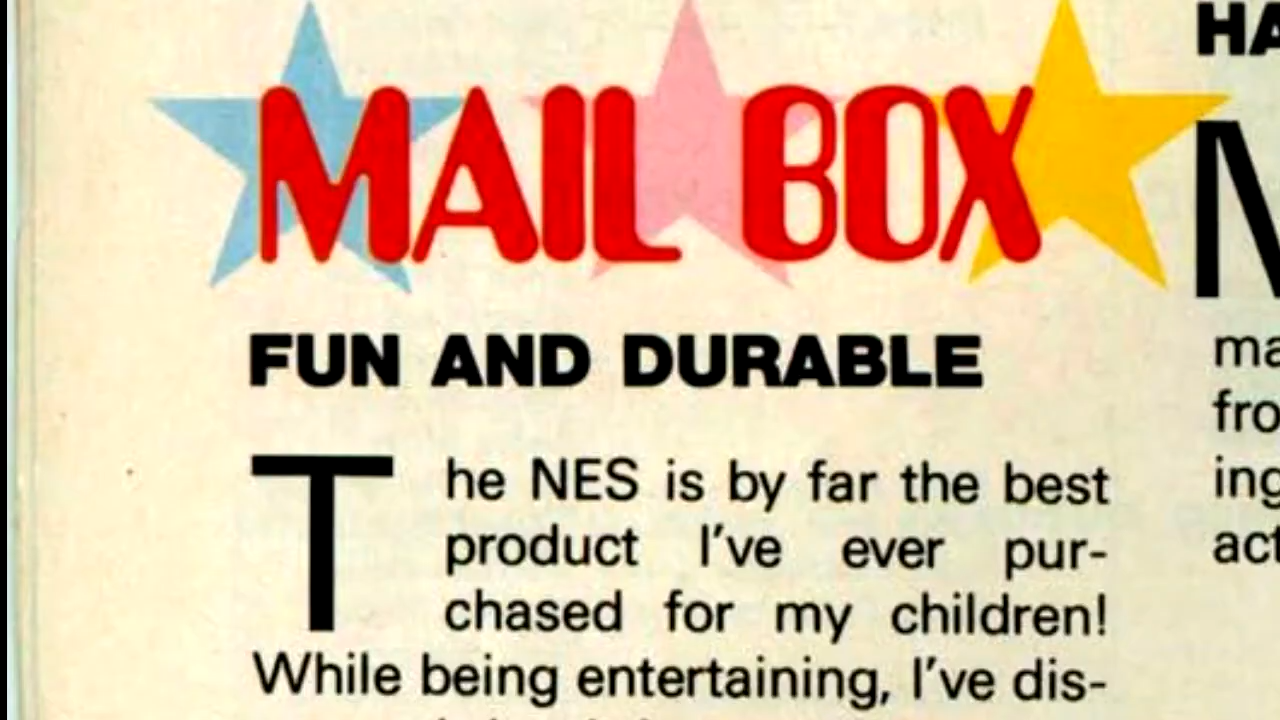 MAIL BOX
FUN AND DURABLE
The NES is by far the best
product I've ever pur-
chased for my children!
While being entertaining, I've dis-
HA
M
ma
fro
ing
act